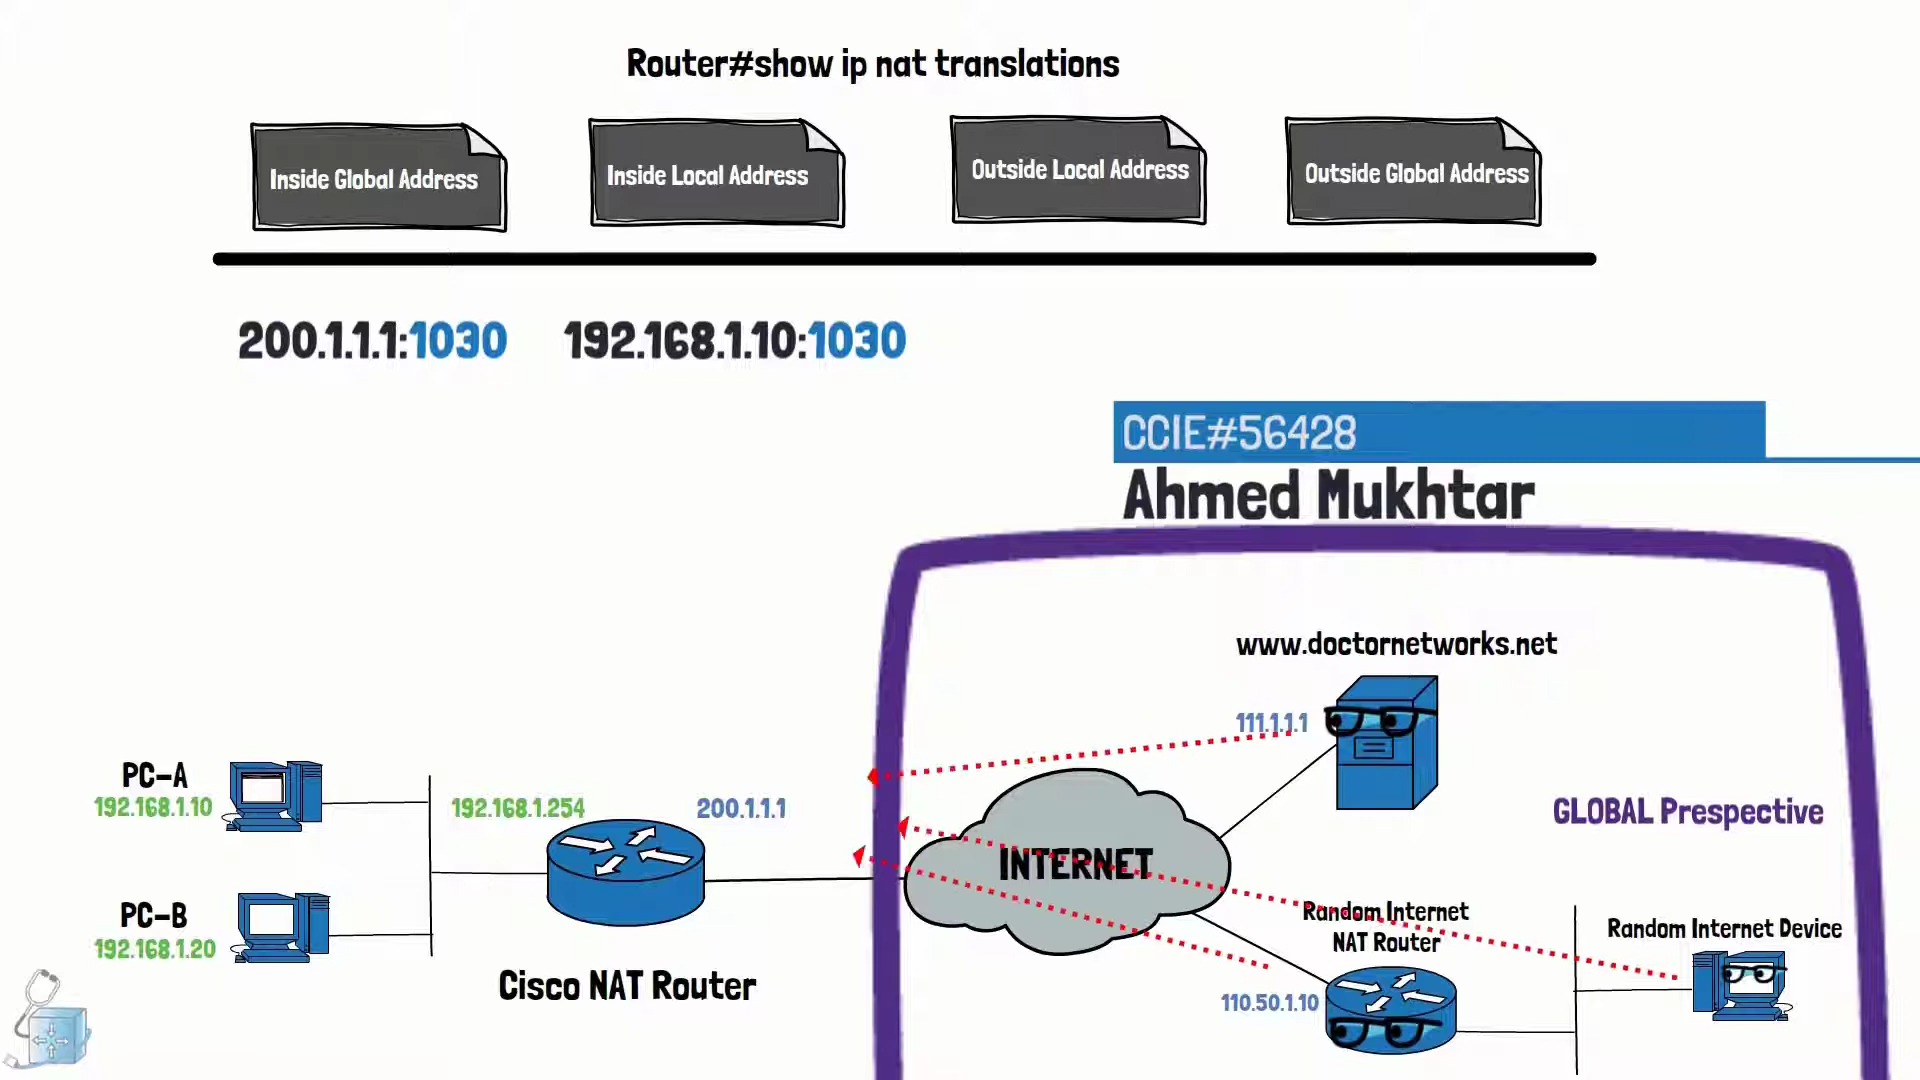 Router#show ip nat translations
Inside Global Address
Inside Local Address
Outside Local Address
Outside Global Address
200.1.1.1:1030
192.168.1.10:1030
CCIE#56428
Ahmed Mukhtar
www.doctornetworks.net
111.1.1.1
PC-A
192.168.1.10
192.168.1.254
200.1.1.1
GLOBAL Prespective
INTERNET
PC-B
192.168.1.20
Cisco NAT Router
Random Internet
NAT Router
Random Internet Device
110.50.1.10